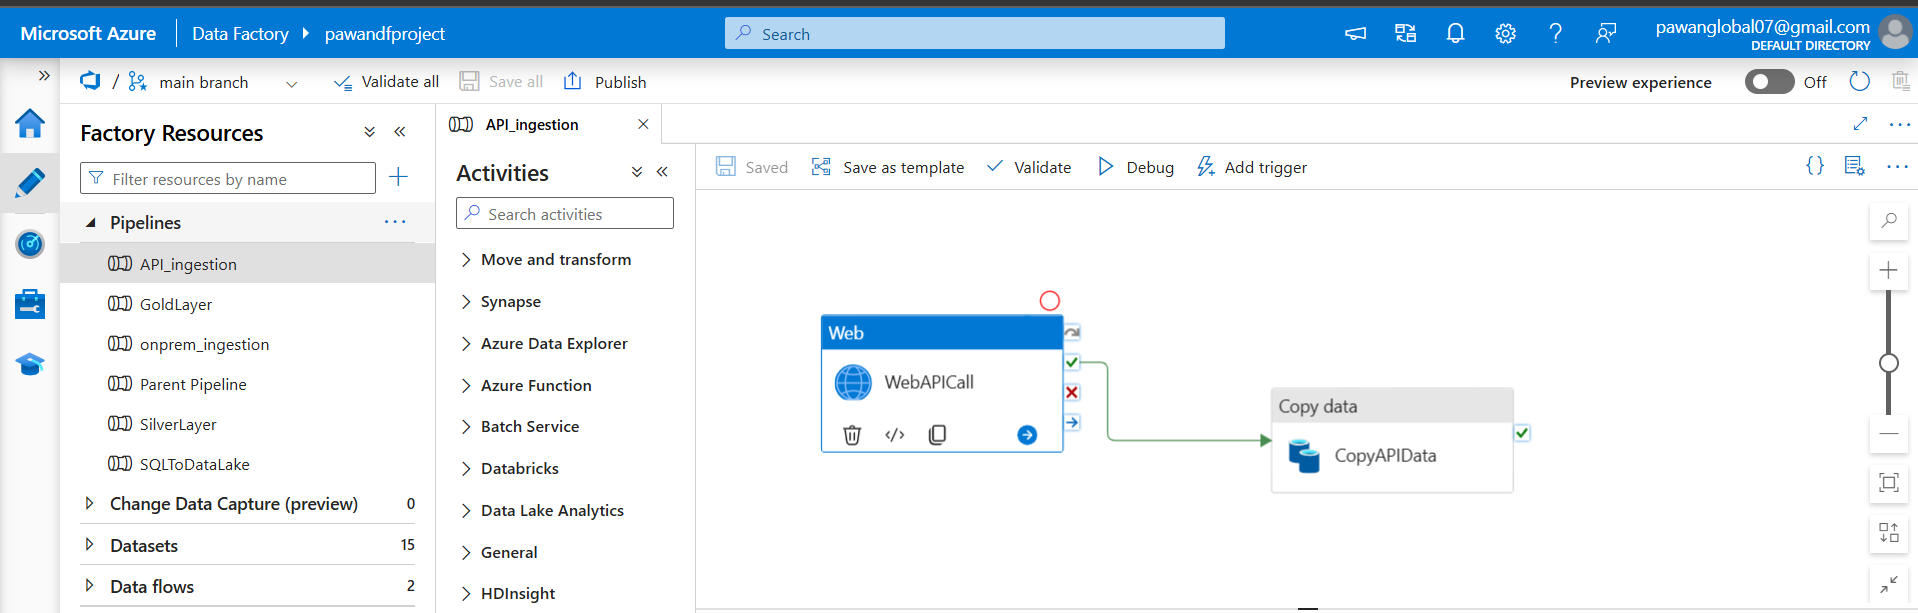 Microsoft Azure
Data Factory
pawandfproject
Search
pawanglobal07@gmail.com
DEFAULT DIRECTORY
/
main branch
Validate all
Save all
Publish
Preview experience
Off
Factory Resources
Filter resources by name
Pipelines
API_ingestion
GoldLayer
onprem_ingestion
Parent Pipeline
SilverLayer
SQLToDataLake
Change Data Capture (preview) 0
Datasets 15
Data flows 2
API_ingestion
Activities
Search activities
Move and transform
Synapse
Azure Data Explorer
Azure Function
Batch Service
Databricks
Data Lake Analytics
General
HDInsight
Saved
Save as template
Validate
Debug
Add trigger
Web
WebAPICall
Copy data
CopyAPIData